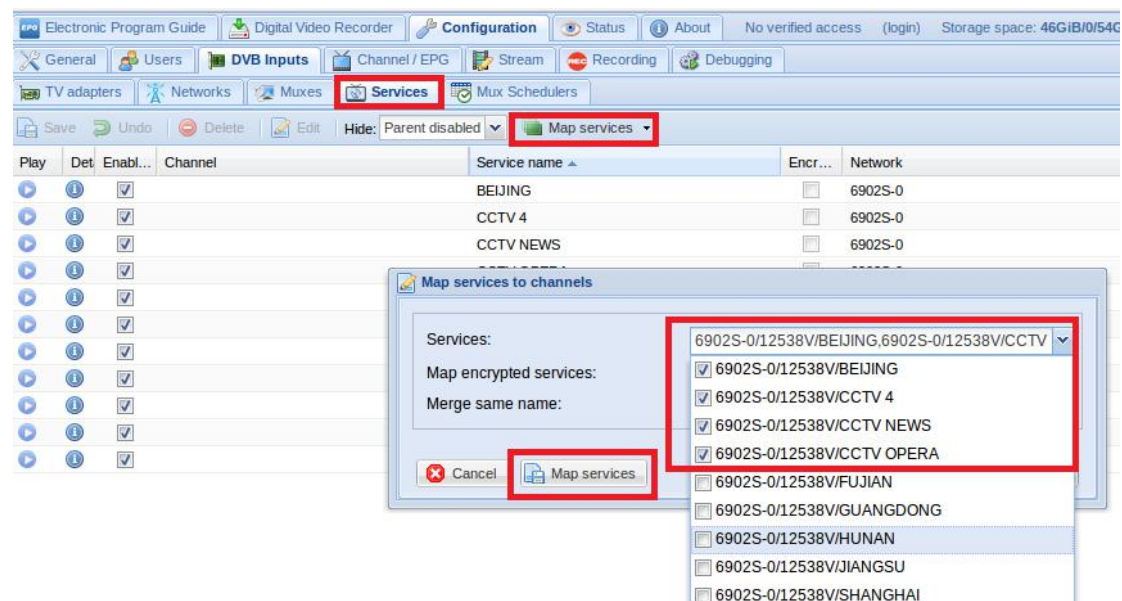 Electronic Program Guide Digital Video Recorder Configuration Status About No verified access (login) Storage space: 46GiB/0/54G
General Users DVB Inputs Channel / EPG Stream Recording Debugging
TV adapters Networks Muxes Services Mux Schedulers
Save Undo Delete Edit Hide: Parent disabled Map services
Play Det Enabl... Channel Service name Encr... Network
BEIJING 6902S-0
CCTV 4 6902S-0
CCTV NEWS 6902S-0
Map services to channels
Services: 6902S-0/12538V/BEIJING,6902S-0/12538V/CCTV
6902S-0/12538V/BEIJING
Map encrypted services:
6902S-0/12538V/CCTV 4
Merge same name:
6902S-0/12538V/CCTV NEWS
6902S-0/12538V/CCTV OPERA
Cancel Map services
6902S-0/12538V/FUJIAN
6902S-0/12538V/GUANGDONG
6902S-0/12538V/HUNAN
6902S-0/12538V/JIANGSU
6902S-0/12538V/SHANGHAI